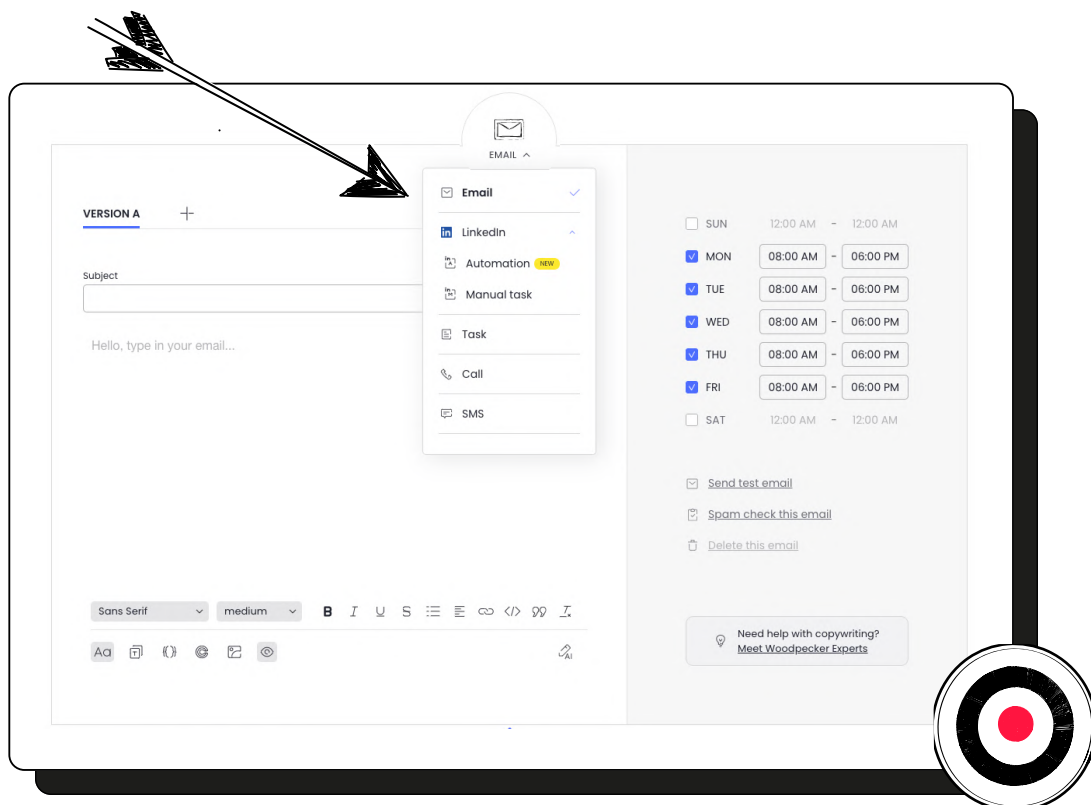 EMAIL
Email
LinkedIn
in
Automation NEW
Manual task
Task
Call
SMS
VERSION A
Subject
Hello, type in your email...
Sans Serif
medium
B I U S
Aa
AI
SUN 12:00 AM - 12:00 AM
MON 08:00 AM - 06:00 PM
TUE 08:00 AM - 06:00 PM
WED 08:00 AM - 06:00 PM
THU 08:00 AM - 06:00 PM
FRI 08:00 AM - 06:00 PM
SAT 12:00 AM - 12:00 AM
Send test email
Spam check this email
Delete this email
Need help with copywriting?
Meet Woodpecker Experts